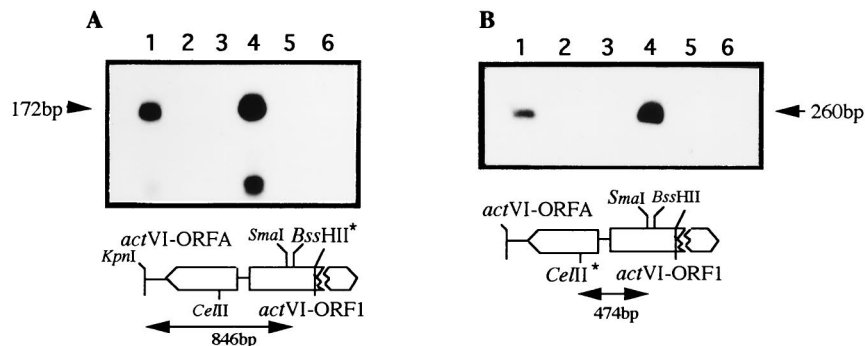 A
1 2 3 4 5 6
172bp
actVI-ORFA
SmaI BssHII*
KpnI
CelII
actVI-ORF1
846bp
B
1 2 3 4 5 6
260bp
SmaI BssHII
actVI-ORFA
CelII*
actVI-ORF1
474bp